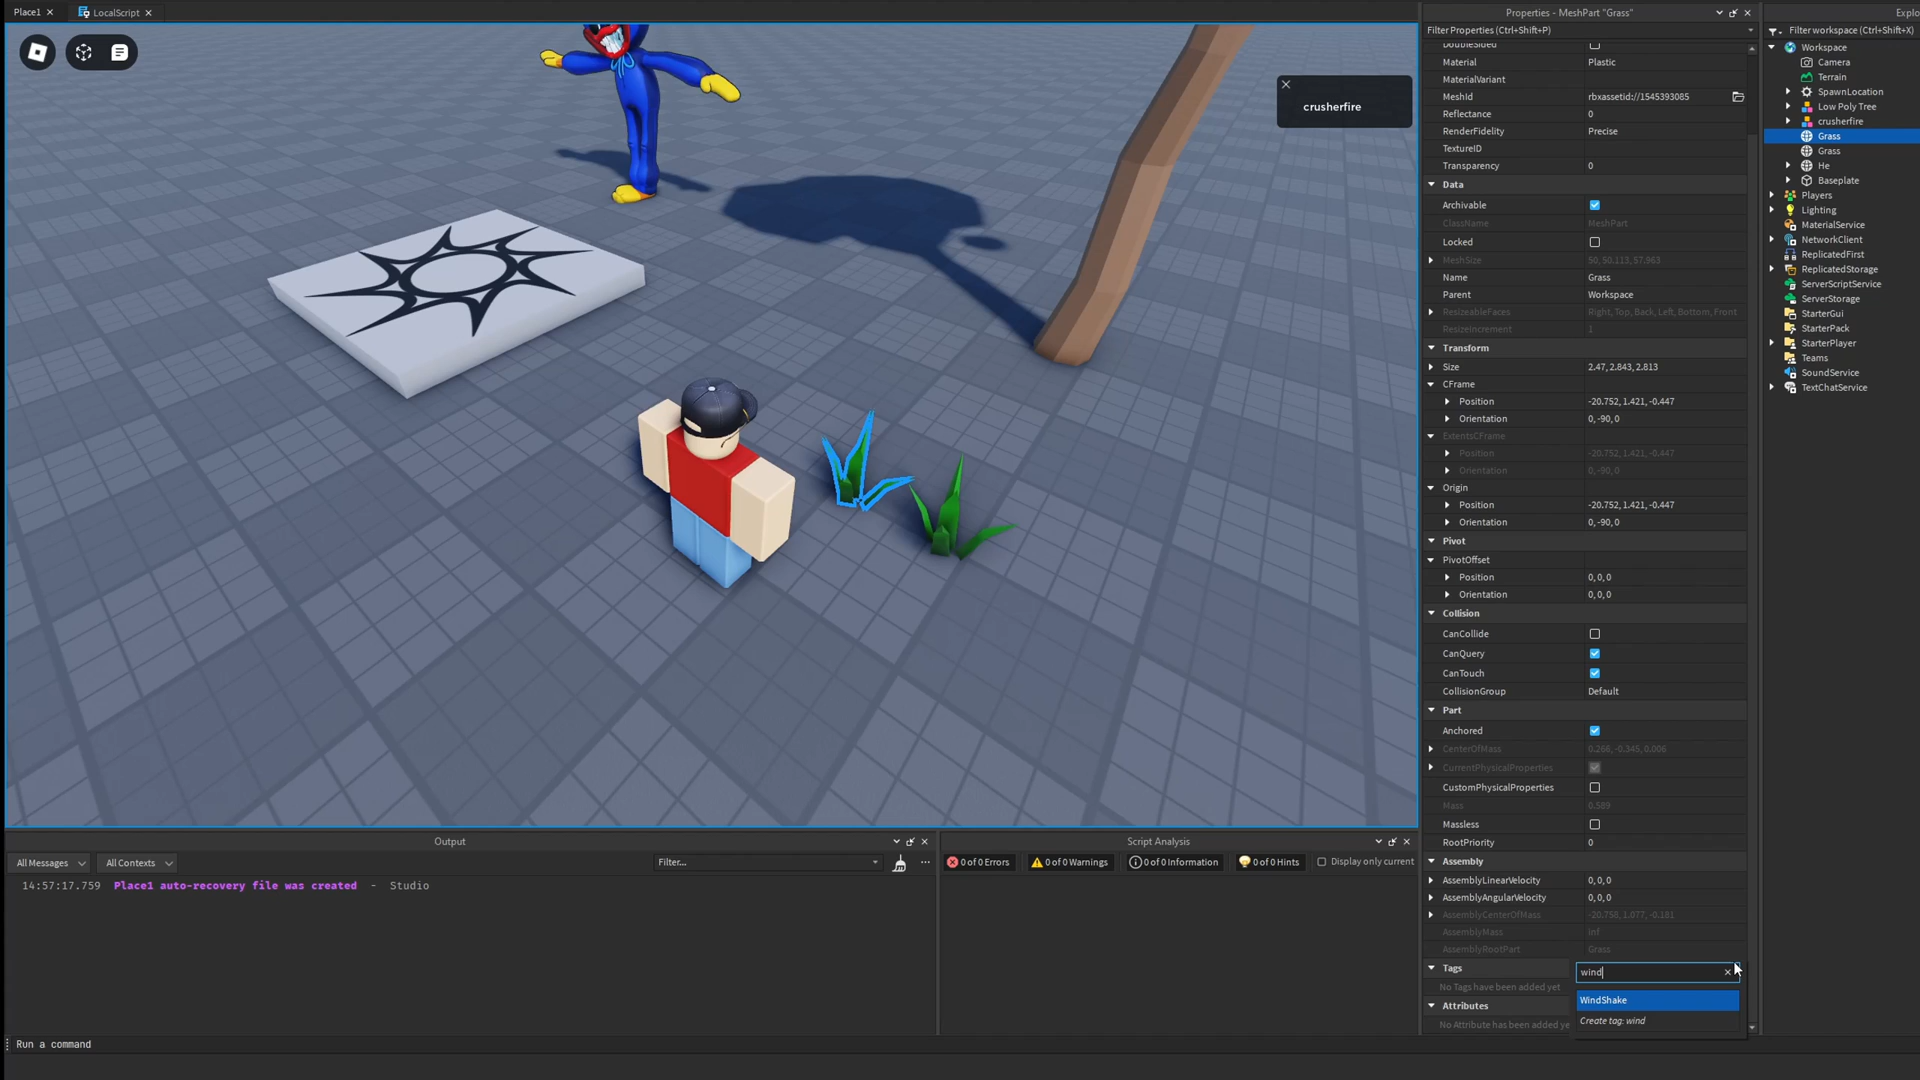 Place1
LocalScript
crusherfire
Properties - MeshPart "Grass"
Filter Properties (Ctrl+Shift+P)
DoubleSided
Material Plastic
MaterialVariant
MeshId rbxassetid://1545393085
Reflectance 0
RenderFidelity Precise
TextureID
Transparency 0
Data
Archivable
ClassName MeshPart
Locked
MeshSize 50, 50.113, 57.963
Name Grass
Parent Workspace
ResizeableFaces Right, Top, Back, Left, Bottom, Front
ResizeIncrement 1
Transform
Size 2.47, 2.843, 2.813
CFrame
Position -20.752, 1.421, -0.447
Orientation 0, -90, 0
ExtentsCFrame
Position -20.752, 1.421, -0.447
Orientation 0, -90, 0
Origin
Position -20.752, 1.421, -0.447
Orientation 0, -90, 0
Pivot
PivotOffset
Position 0, 0, 0
Orientation 0, 0, 0
Collision
CanCollide
CanQuery
CanTouch
CollisionGroup Default
Part
Anchored
CenterOfMass 0.266, -0.345, 0.006
CurrentPhysicalProperties
CustomPhysicalProperties
Mass 0.589
Massless
RootPriority 0
Assembly
AssemblyLinearVelocity 0, 0, 0
AssemblyAngularVelocity 0, 0, 0
AssemblyCenterOfMass -20.758, 1.077, -0.181
AssemblyMass inf
AssemblyRootPart Grass
Tags wind
No Tags have been added yet
WindShake
Attributes
Create tag: wind
No Attribute has been added ye
Explo
Filter workspace (Ctrl+Shift+X)
Workspace
Camera
Terrain
SpawnLocation
Low Poly Tree
crusherfire
Grass
Grass
He
Baseplate
Players
Lighting
MaterialService
NetworkClient
ReplicatedFirst
ReplicatedStorage
ServerScriptService
ServerStorage
StarterGui
StarterPack
StarterPlayer
Teams
SoundService
TextChatService
Output
All Messages All Contexts Filter... ...
14:57:17.759 Place1 auto-recovery file was created - Studio
Script Analysis
0 of 0 Errors 0 of 0 Warnings 0 of 0 Information 0 of 0 Hints Display only current
Run a command